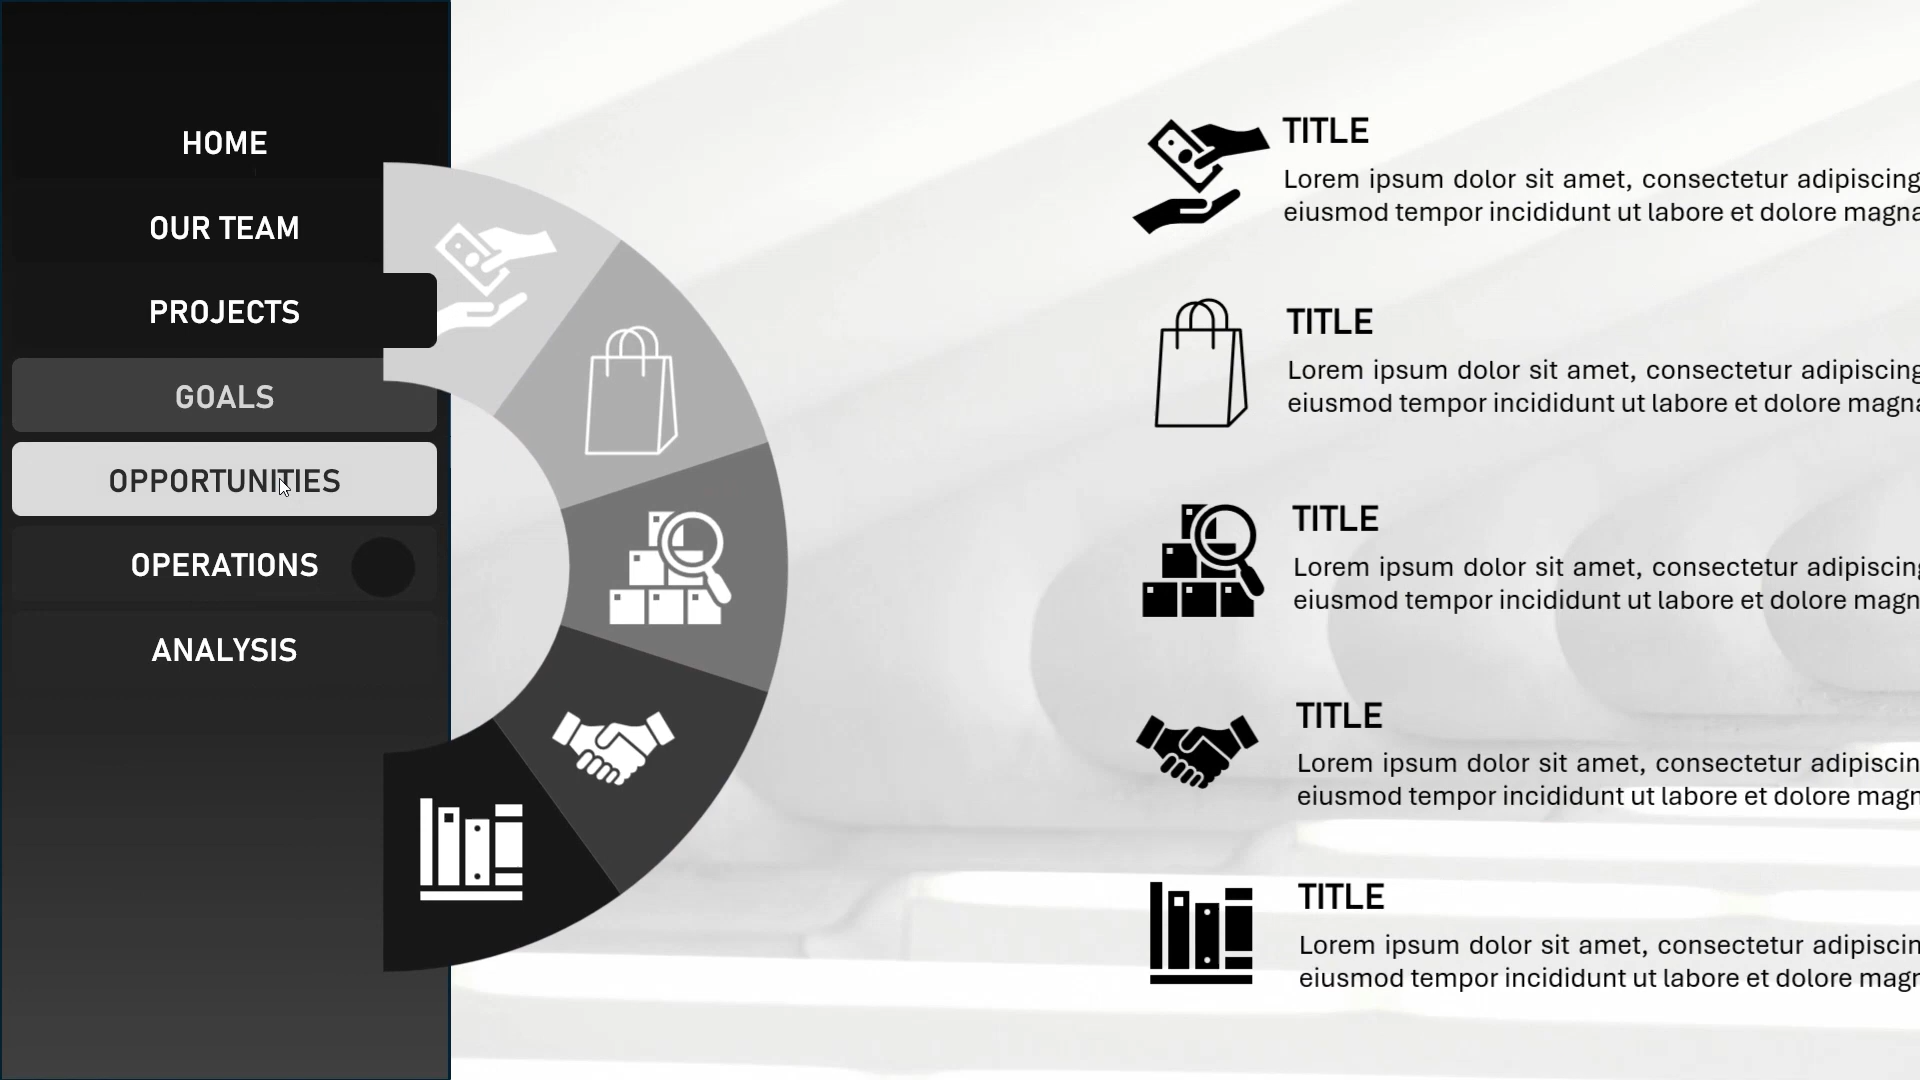 HOME
OUR TEAM
PROJECTS
GOALS
OPPORTUNITIES
OPERATIONS
ANALYSIS
TITLE
Lorem ipsum dolor sit amet, consectetur adipiscing
eiusmod tempor incididunt ut labore et dolore magna
TITLE
Lorem ipsum dolor sit amet, consectetur adipiscing
eiusmod tempor incididunt ut labore et dolore magna
TITLE
Lorem ipsum dolor sit amet, consectetur adipiscing
eiusmod tempor incididunt ut labore et dolore magn
TITLE
Lorem ipsum dolor sit amet, consectetur adipiscin
eiusmod tempor incididunt ut labore et dolore magn
TITLE
Lorem ipsum dolor sit amet, consectetur adipiscin
eiusmod tempor incididunt ut labore et dolore magn